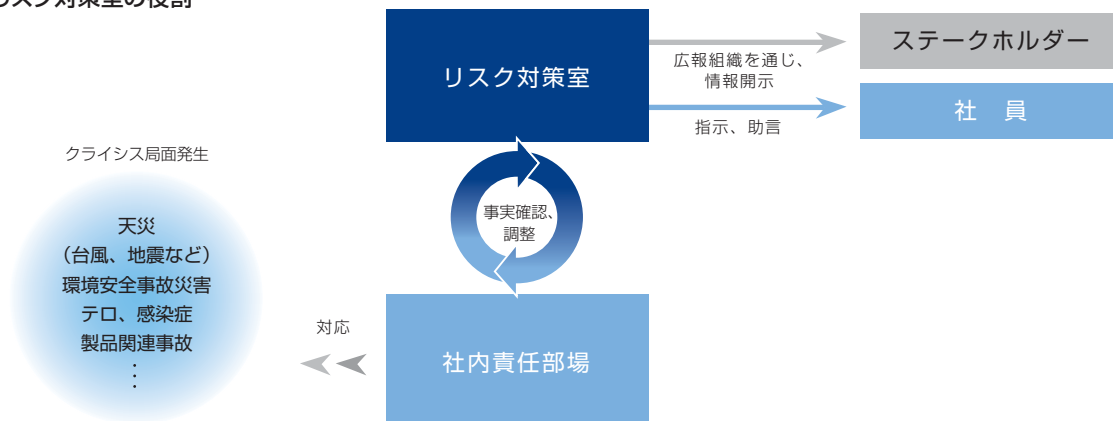 リスク対策室の役割
リスク対策室
ステークホルダー
広報組織を通じ、
情報開示
社 員
指示、助言
クライシス局面発生
天災
（台風、地震など）
環境安全事故災害
テロ、感染症
製品関連事故
⋮
事実確認、
調整
対応
社内責任部場